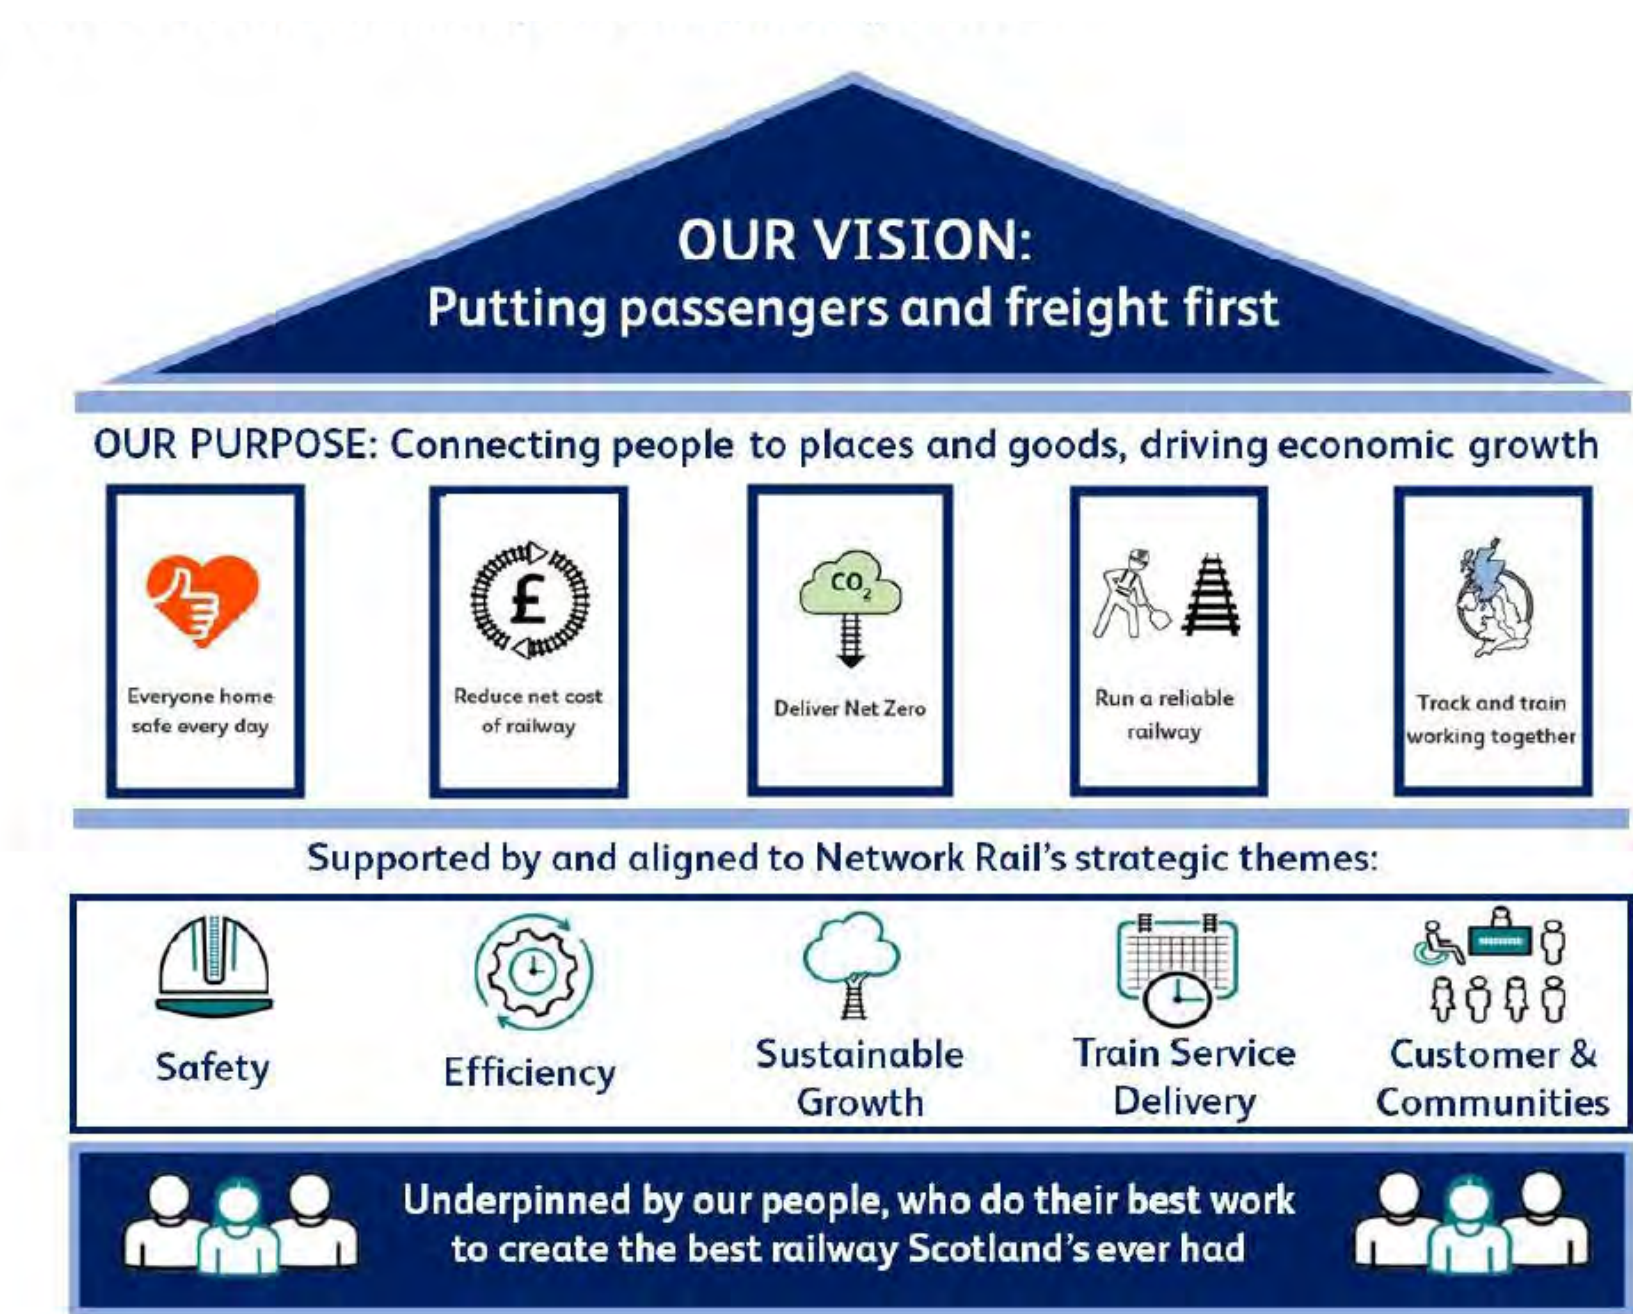 OUR VISION:
Putting passengers and freight first
OUR PURPOSE: Connecting people to places and goods, driving economic growth
Everyone home
safe every day
£
Reduce net cost
of railway
CO2
Deliver Net Zero
Run a reliable
railway
Track and train
working together
Supported by and aligned to Network Rail's strategic themes:
Safety
Efficiency
Sustainable
Growth
Train Service
Delivery
Customer &
Communities
Underpinned by our people, who do their best work
to create the best railway Scotland's ever had